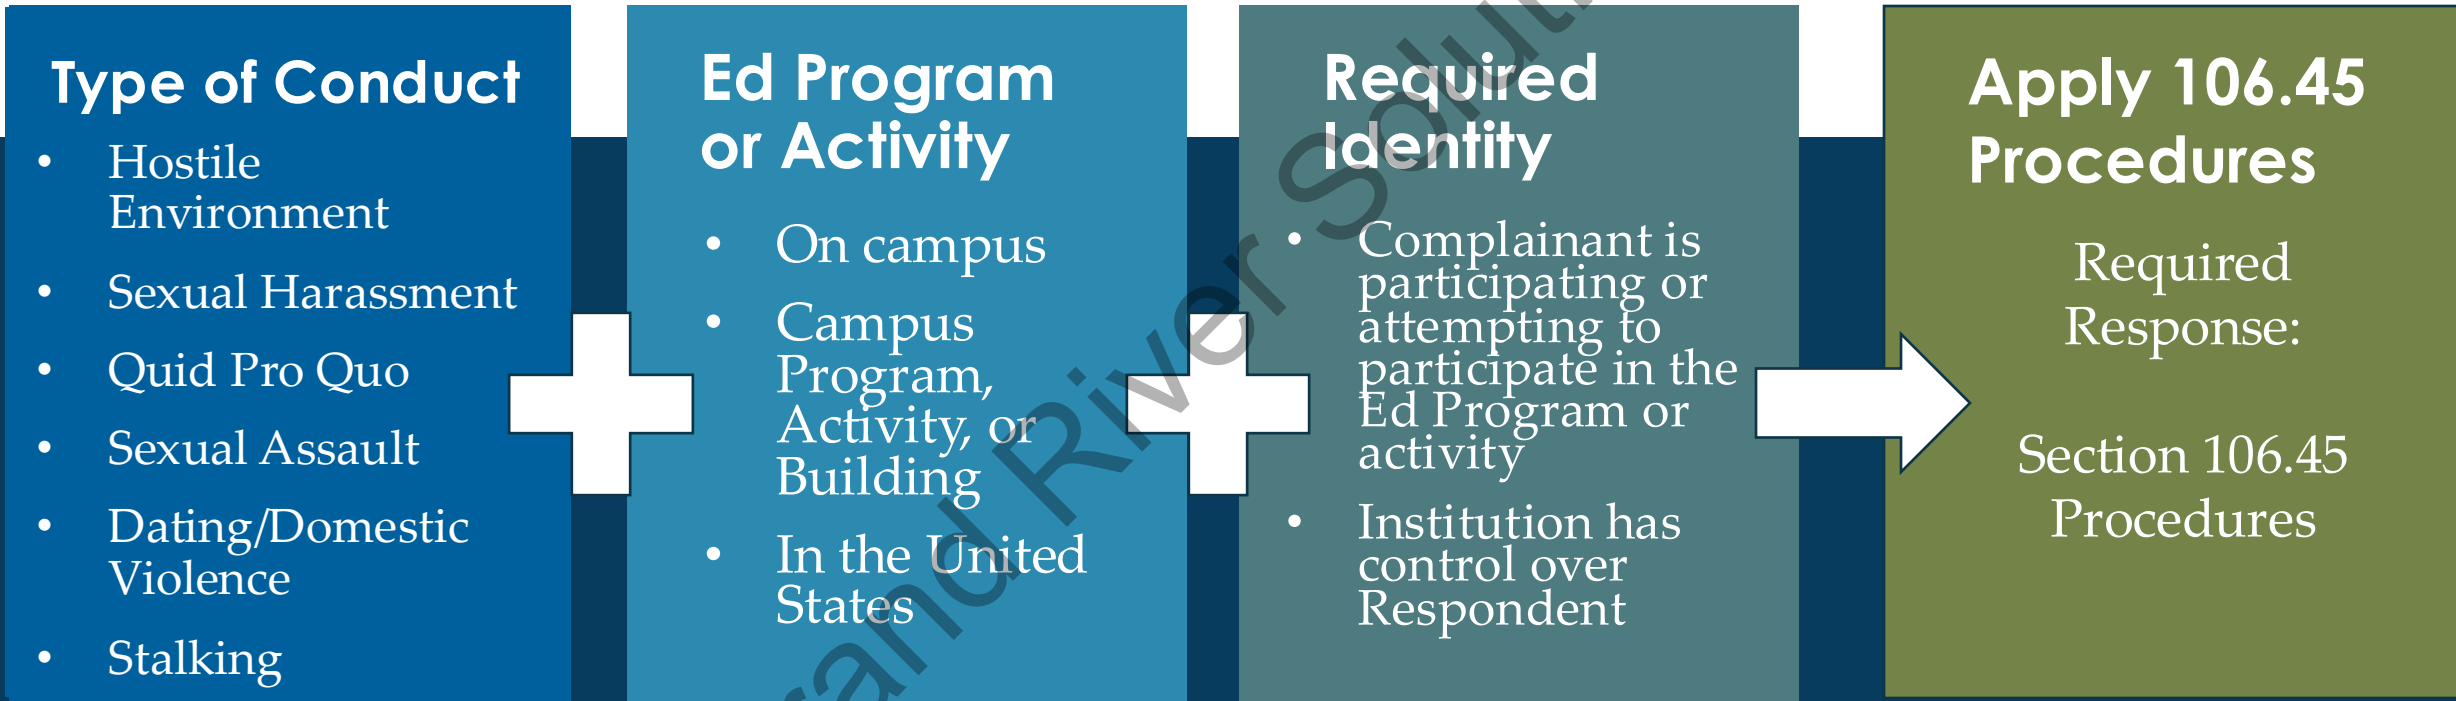 Type of Conduct
• Hostile
Environment
• Sexual Harassment
• Quid Pro Quo
• Sexual Assault
• Dating/Domestic
Violence
• Stalking
Ed Program
or Activity
• On campus
• Campus
Program,
Activity, or
Building
• In the United
States
Required
Identity
• Complainant is
participating or
attempting to
participate in the
Ed Program or
activity
• Institution has
control over
Respondent
Apply 106.45
Procedures
Required
Response:
Section 106.45
Procedures
River